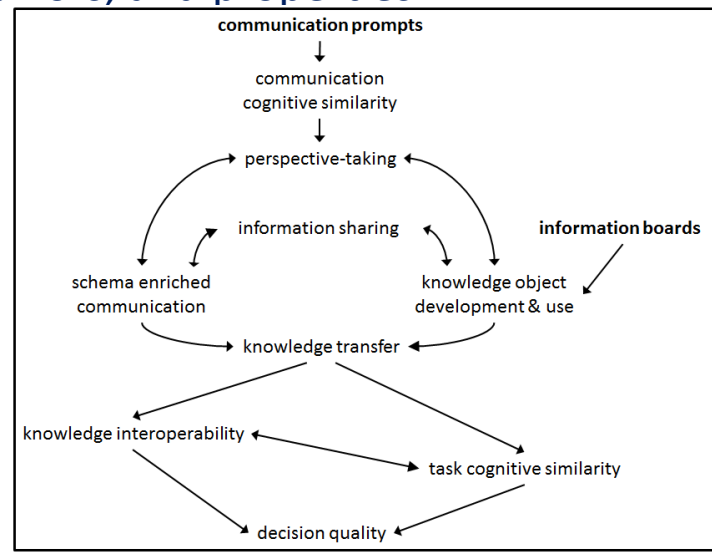 communication prompts
communication
cognitive similarity
perspective-taking
information sharing
information boards
schema enriched
communication
knowledge object
development & use
knowledge transfer
knowledge interoperability
task cognitive similarity
decision quality